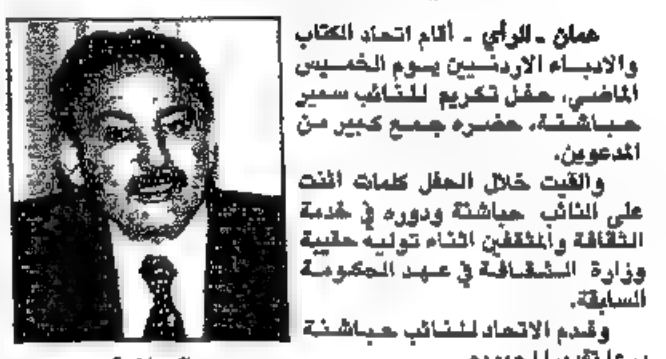 عمان - الرأي - أقام اتحاد الكتاب
والادباء الاردنيين يوم الخميس
الماضي، حفل تكريم للنائب سمير
حباشنة، حضره جمع كبير من
المدعوين.
والقيت خلال الحفل كلمات اثنت
على النائب حباشنة ودوره في خدمة
الثقافة والمثقفين اثناء توليه حقيبة
وزارة الثقافة في عهد الحكومة
السابقة.
وقدم الاتحاد للنائب حباشنة